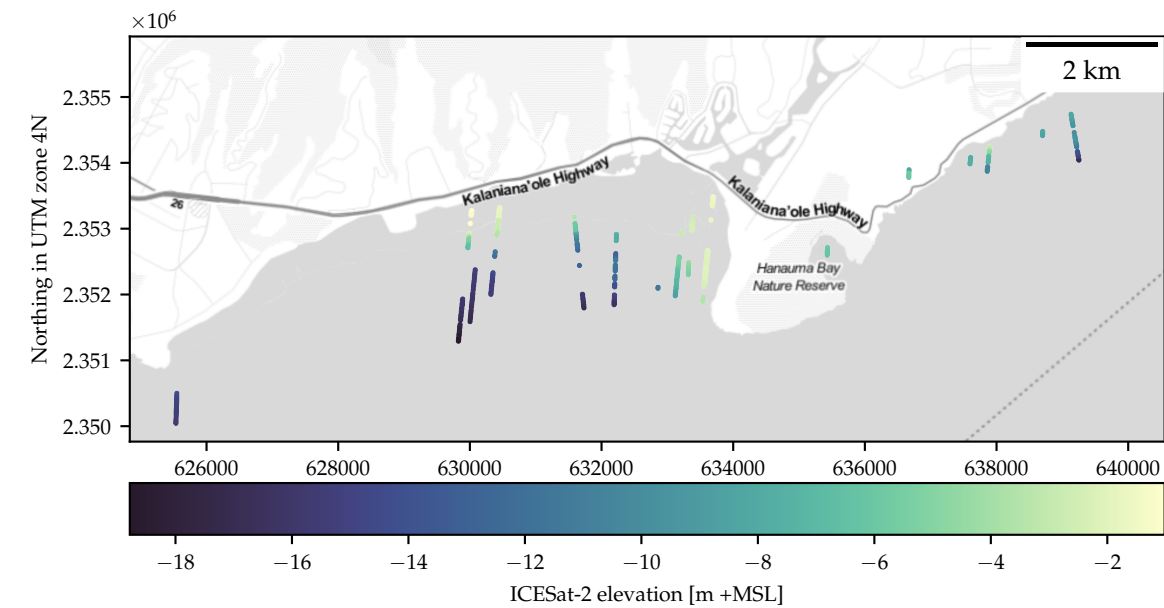 ×10⁶
2 km
2.355
2.354
2.353
2.352
2.351
2.350
Northing in UTM zone 4N
Kalaniana'ole Highway
Kalaniana'ole Highway
26
Hanauma Bay
Nature Reserve
626000 628000 630000 632000 634000 636000 638000 640000
−18 −16 −14 −12 −10 −8 −6 −4 −2
ICESat-2 elevation [m +MSL]